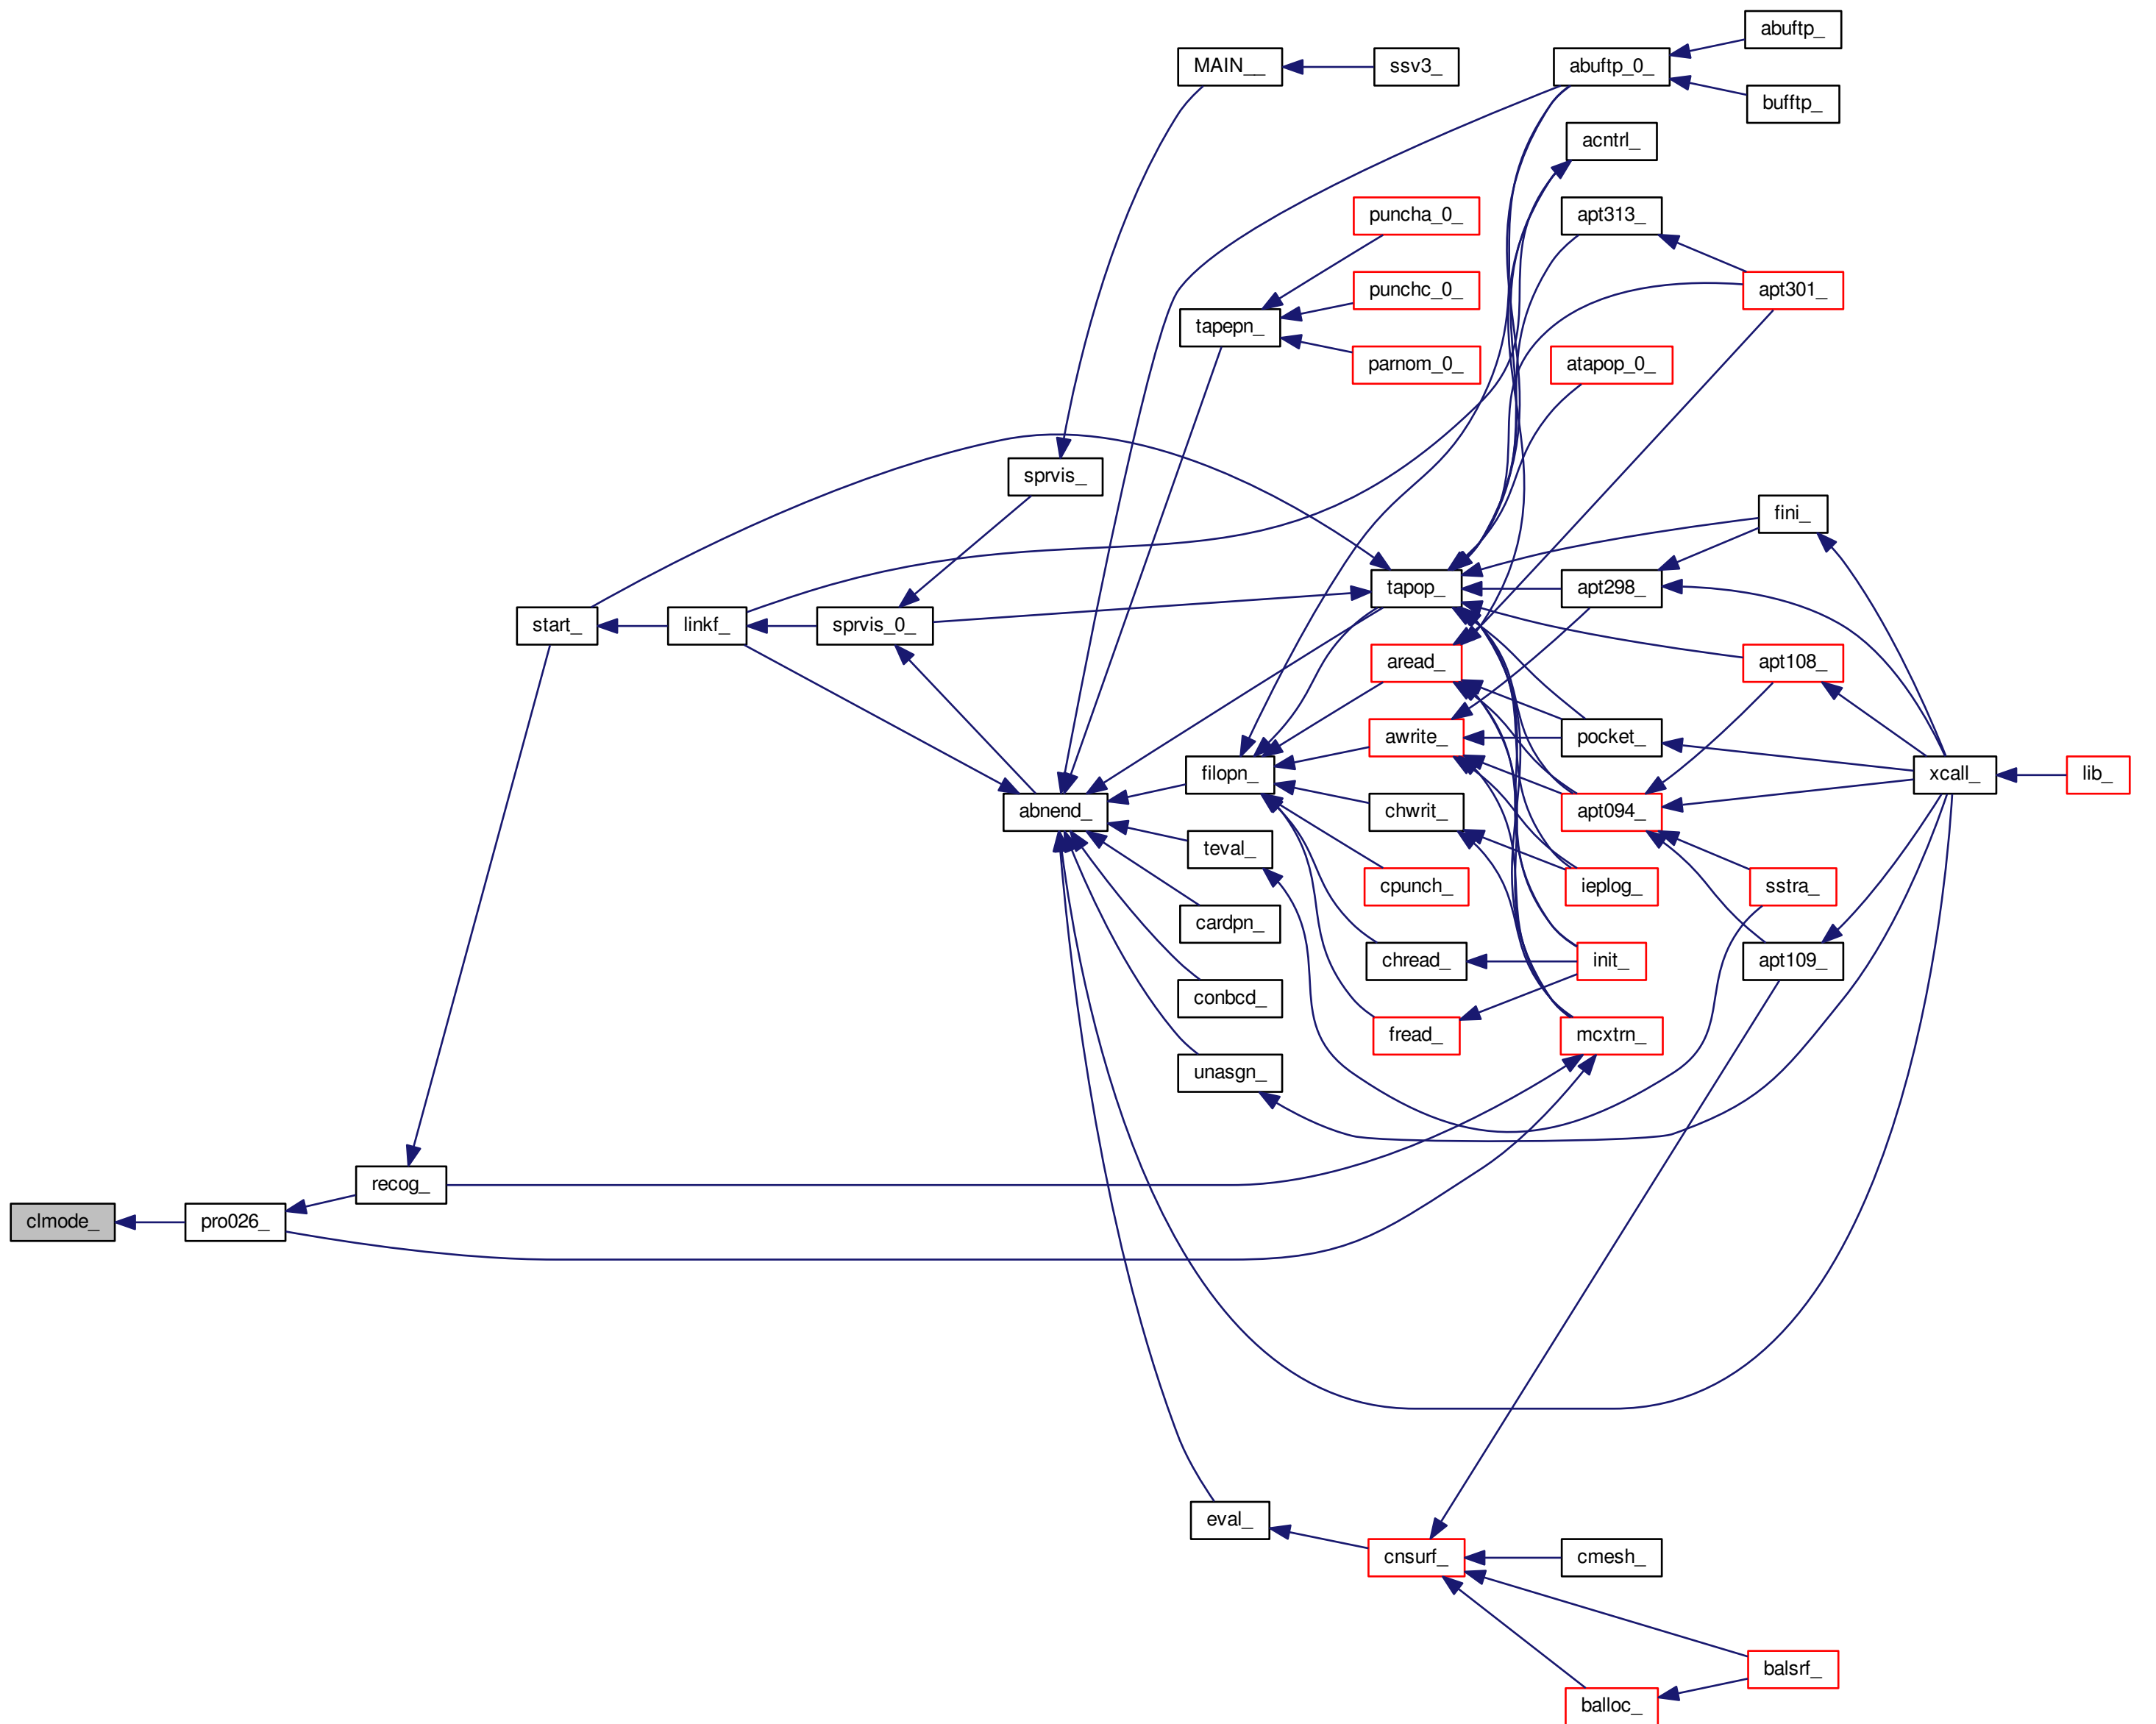 abuftp_
MAIN__
ssv3_
abuftp_0_
bufftp_
acntrl_
puncha_0_
apt313_
punchc_0_
apt301_
tapepn_
parnom_0_
atapop_0_
sprvis_
fini_
tapop_
apt298_
start_
linkf_
sprvis_0_
aread_
apt108_
awrite_
pocket_
filopn_
xcall_
lib_
abnend_
chwrit_
apt094_
teval_
cpunch_
ieplog_
sstra_
cardpn_
chread_
init_
apt109_
conbcd_
fread_
mcxtrn_
unasgn_
recog_
clmode_
pro026_
eval_
cnsurf_
cmesh_
balsrf_
balloc_